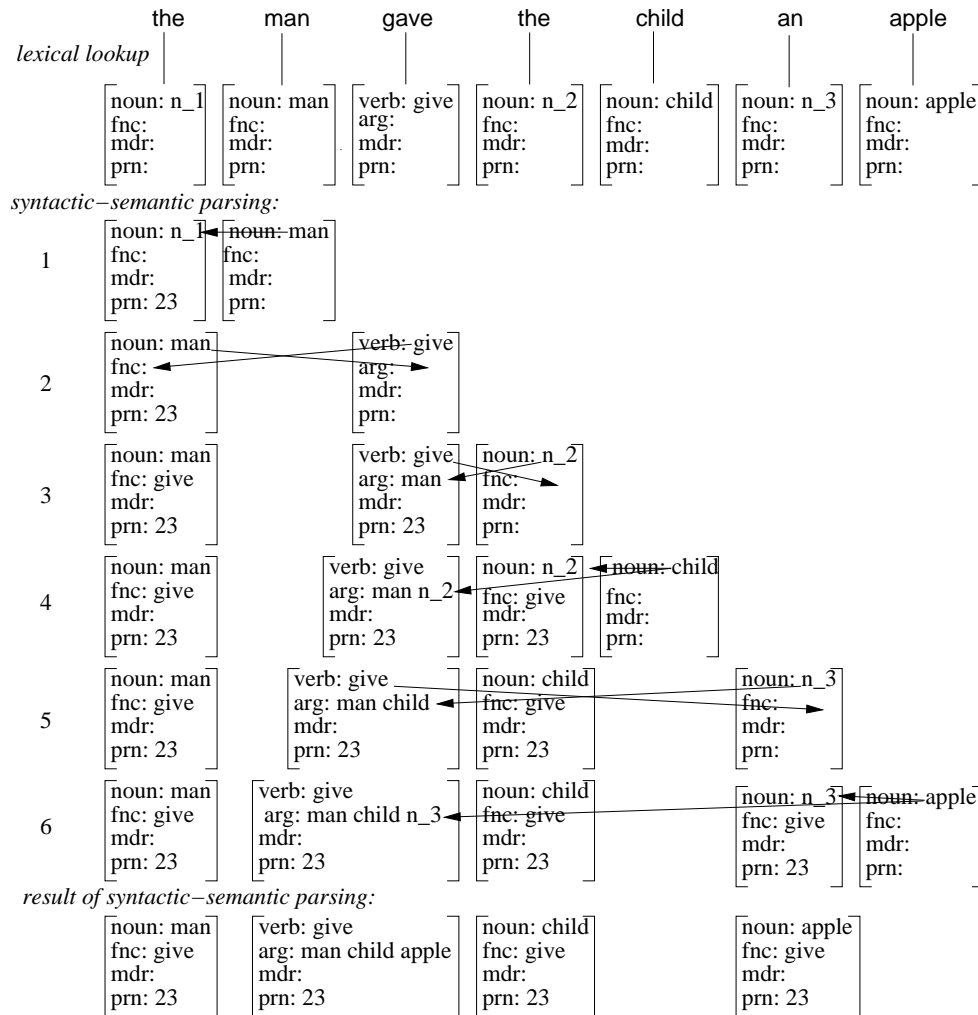 the man gave the child an apple
lexical lookup
noun: n_1 noun: man verb: give noun: n_2 noun: child noun: n_3 noun: apple
fnc: fnc: arg: fnc: fnc: fnc: fnc:
mdr: mdr: mdr: mdr: mdr: mdr: mdr:
prn: prn: prn: prn: prn: prn: prn:
syntactic−semantic parsing:
noun: n_1 noun: man
1 fnc: fnc:
mdr: mdr:
prn: 23 prn:
noun: man verb: give
fnc: arg:
2 mdr: mdr:
prn: 23 prn:
noun: man verb: give noun: n_2
fnc: give arg: man fnc:
3 mdr: mdr: mdr:
prn: 23 prn: 23 prn:
noun: man verb: give noun: n_2 noun: child
fnc: give arg: man n_2 fnc: give fnc:
4 mdr: mdr: mdr: mdr:
prn: 23 prn: 23 prn: 23 prn:
noun: man verb: give noun: child noun: n_3
fnc: give arg: man child fnc: give fnc:
5 mdr: mdr: mdr: mdr:
prn: 23 prn: 23 prn: 23 prn:
noun: man verb: give noun: child noun: n_3 noun: apple
6 fnc: give arg: man child n_3 fnc: give fnc: give fnc:
mdr: mdr: mdr: mdr: mdr:
prn: 23 prn: 23 prn: 23 prn: 23 prn:
result of syntactic−semantic parsing:
noun: man verb: give noun: child noun: apple
fnc: give arg: man child apple fnc: give fnc: give
mdr: mdr: mdr: mdr:
prn: 23 prn: 23 prn: 23 prn: 23